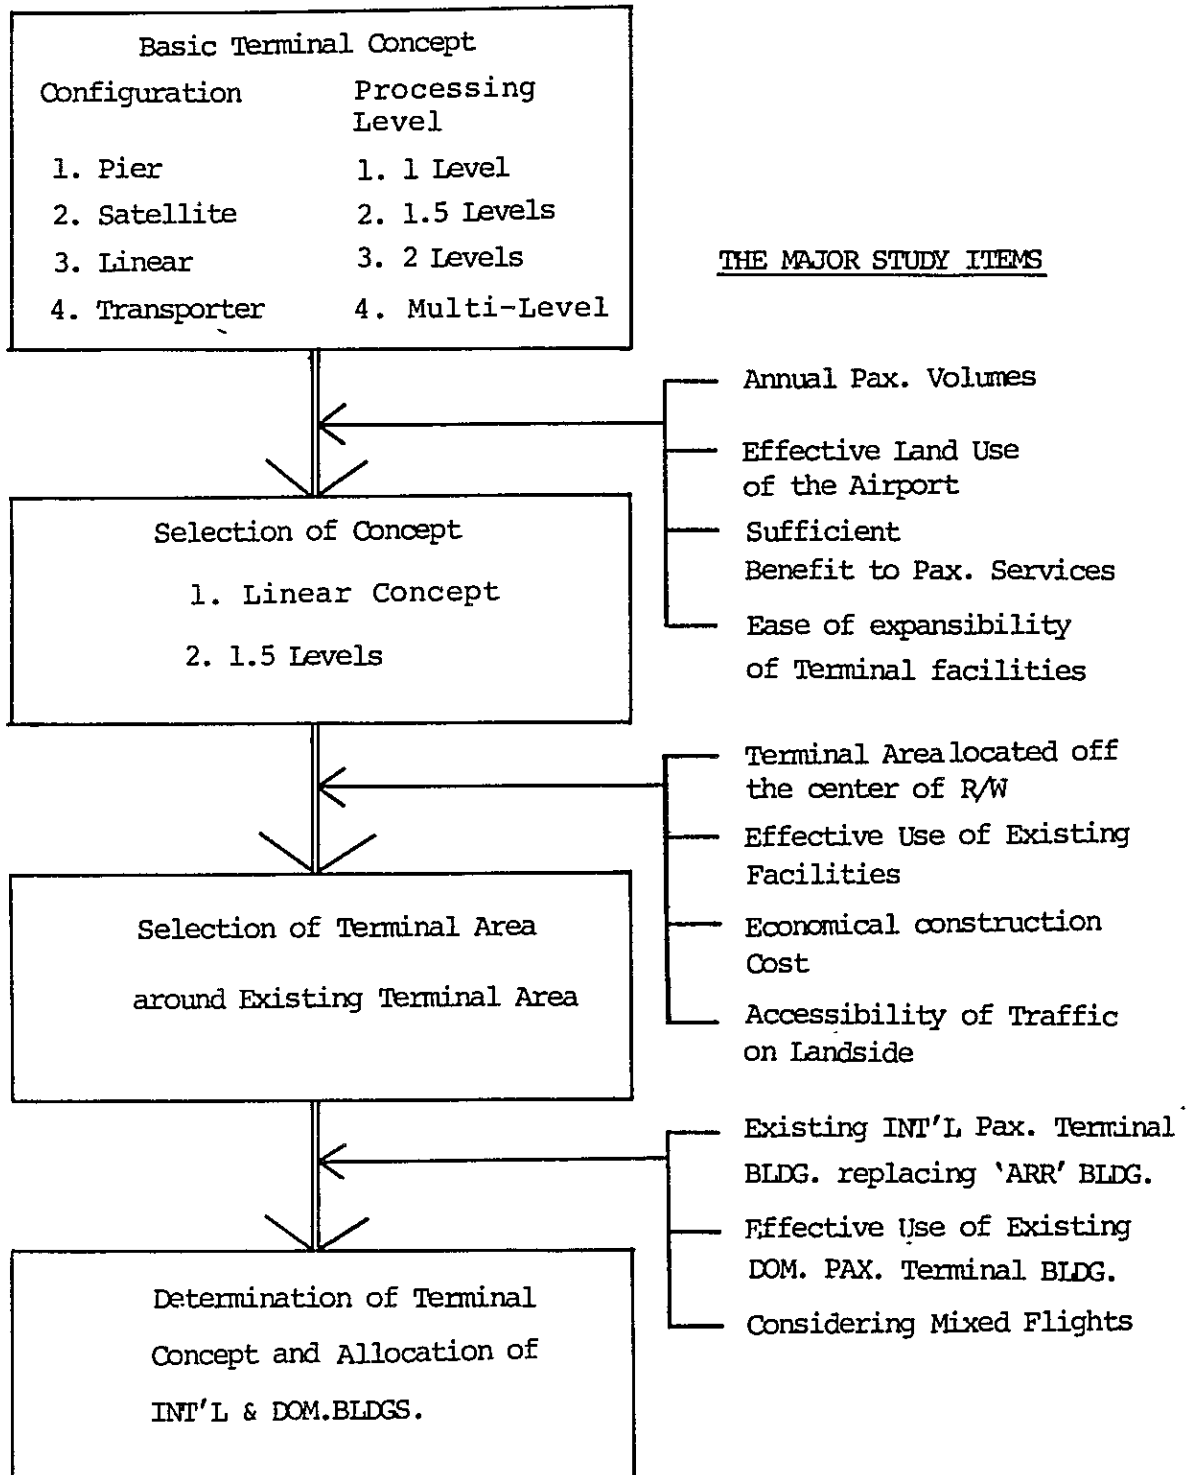 Basic Terminal Concept
Configuration
Processing
Level
1. Pier
1. 1 Level
2. Satellite
2. 1.5 Levels
3. Linear
3. 2 Levels
4. Transporter
4. Multi-Level
THE MAJOR STUDY ITEMS
Annual Pax. Volumes
Effective Land Use
of the Airport
Sufficient
Benefit to Pax. Services
Ease of expansibility
of Terminal facilities
Selection of Concept
1. Linear Concept
2. 1.5 Levels
Terminal Area located off
the center of R/W
Effective Use of Existing
Facilities
Economical construction
Cost
Accessibility of Traffic
on Landside
Selection of Terminal Area
around Existing Terminal Area
Existing INT'L Pax. Terminal
BLDG. replacing 'ARR' BLDG.
Effective Use of Existing
DOM. PAX. Terminal BLDG.
Considering Mixed Flights
Determination of Terminal
Concept and Allocation of
INT'L & DOM.BLDGS.